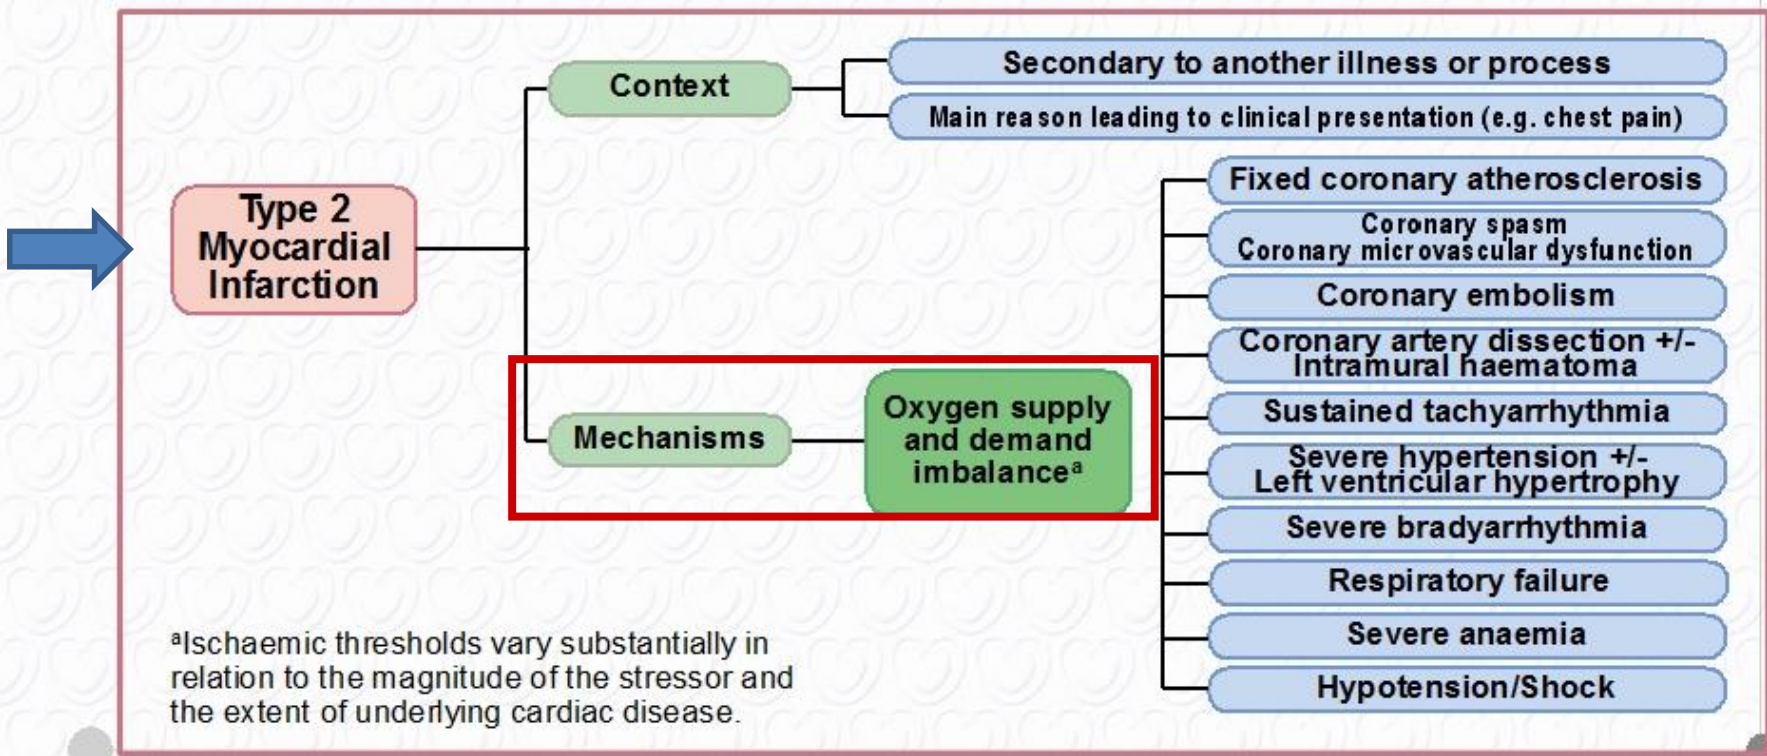 Type 2
Myocardial
Infarction
Context
Secondary to another illness or process
Main reason leading to clinical presentation (e.g. chest pain)
Mechanisms
Oxygen supply
and demand
imbalanceᵃ
Fixed coronary atherosclerosis
Coronary spasm
Coronary microvascular dysfunction
Coronary embolism
Coronary artery dissection +/-
Intramural haematoma
Sustained tachyarrhythmia
Severe hypertension +/-
Left ventricular hypertrophy
Severe bradyarrhythmia
Respiratory failure
Severe anaemia
Hypotension/Shock
ᵃIschaemic thresholds vary substantially in
relation to the magnitude of the stressor and
the extent of underlying cardiac disease.